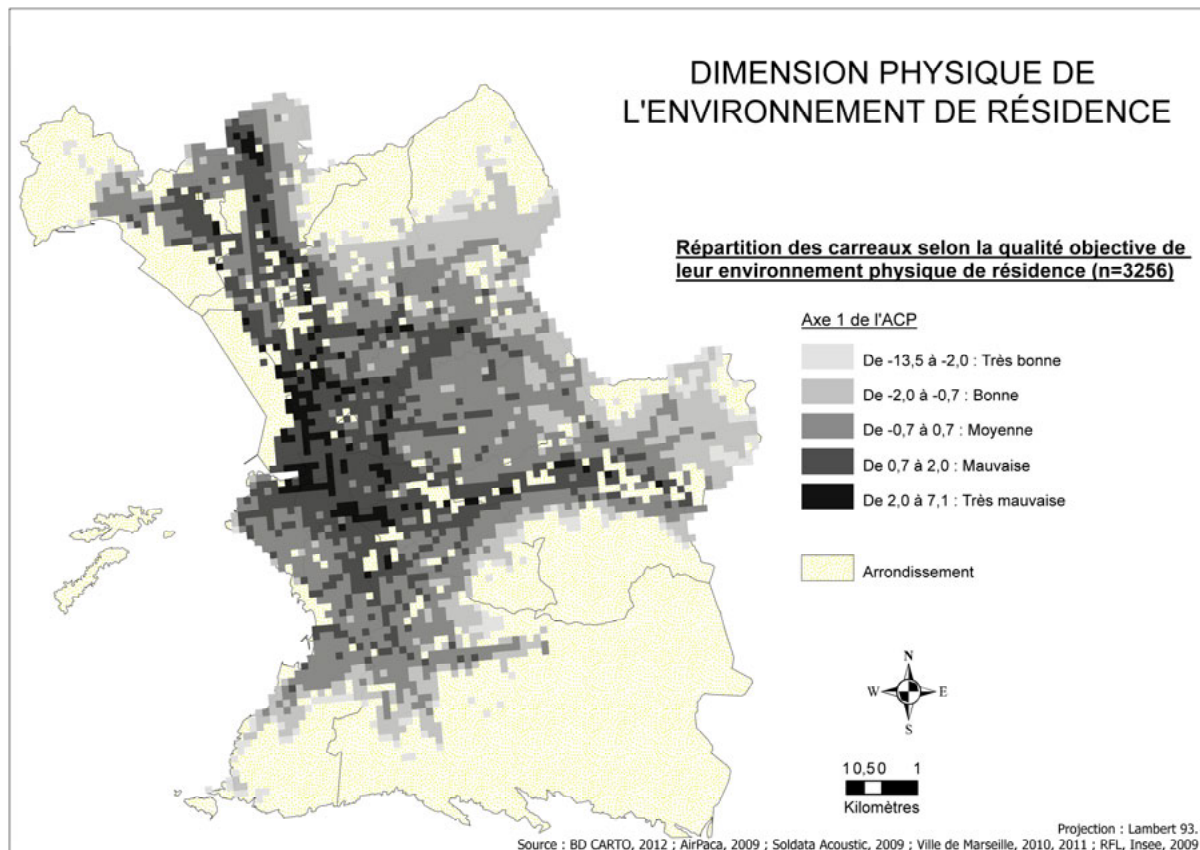 DIMENSION PHYSIQUE DE
L'ENVIRONNEMENT DE RÉSIDENCE
Répartition des carreaux selon la qualité objective de
leur environnement physique de résidence (n=3256)
Axe 1 de l'ACP
De -13,5 à -2,0 : Très bonne
De -2,0 à -0,7 : Bonne
De -0,7 à 0,7 : Moyenne
De 0,7 à 2,0 : Mauvaise
De 2,0 à 7,1 : Très mauvaise
Arrondissement
N
W E
S
1 0,5 0 1
Kilomètres
Projection : Lambert 93.
Source : BD CARTO, 2012 ; AirPaca, 2009 ; Soldata Acoustic, 2009 ; Ville de Marseille, 2010, 2011 ; RFL, Insee, 2009